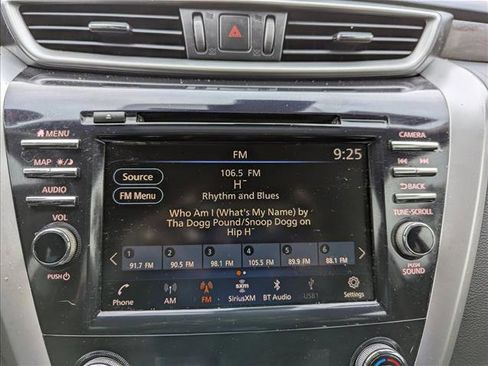 MENU
MAP
AUDIO
VOL
PUSH
CAMERA
BACK
TUNE·SCROLL
PUSH
SOUND
FM
9:25
Source
106.5 FM
H¯
FM Menu
Rhythm and Blues
Who Am I (What's My Name) by
Tha Dogg Pound/Snoop Dogg on
Hip H¯
1 2 3 4 5 6
91.7 FM 90.5 FM 98.1 FM 105.5 FM 89.9 FM 88.1 FM
sxm
Phone AM FM SiriusXM BT Audio USB1 Settings